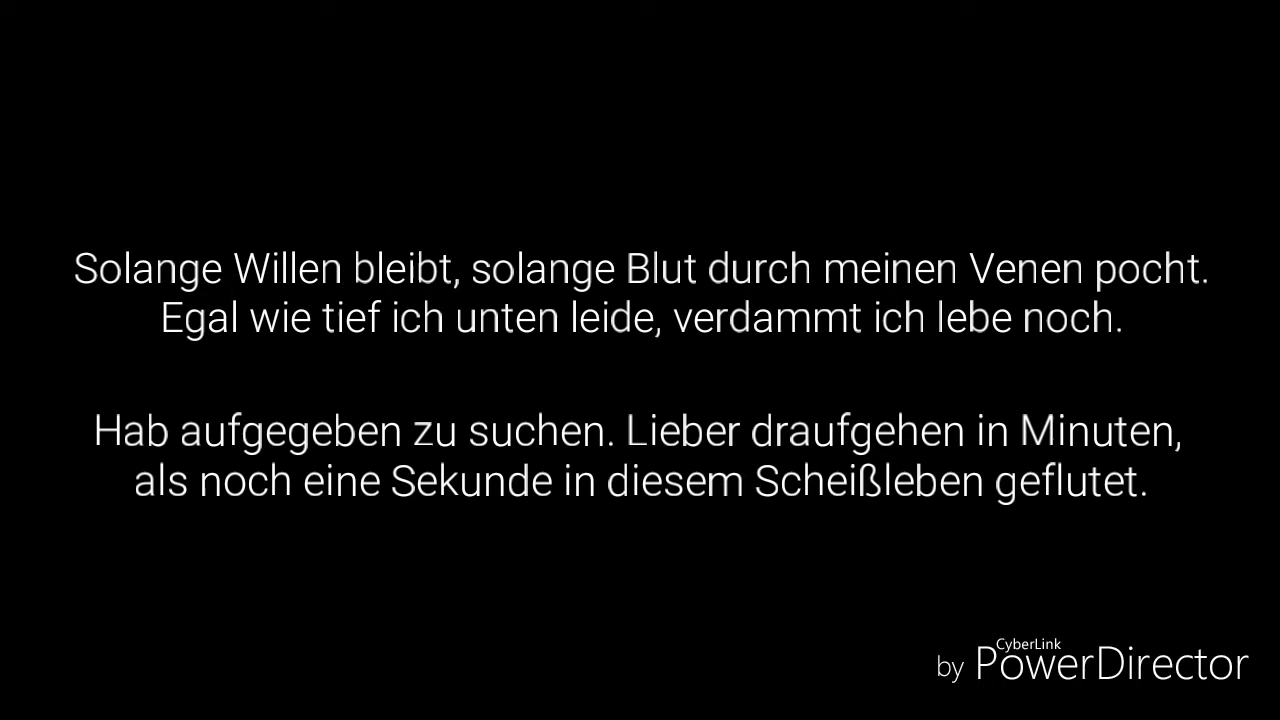 Solange Willen bleibt, solange Blut durch meinen Venen pocht.
Egal wie tief ich unten leide, verdammt ich lebe noch.
Hab aufgegeben zu suchen. Lieber draufgehen in Minuten,
als noch eine Sekunde in diesem Scheißleben geflutet.
CyberLink
by PowerDirector